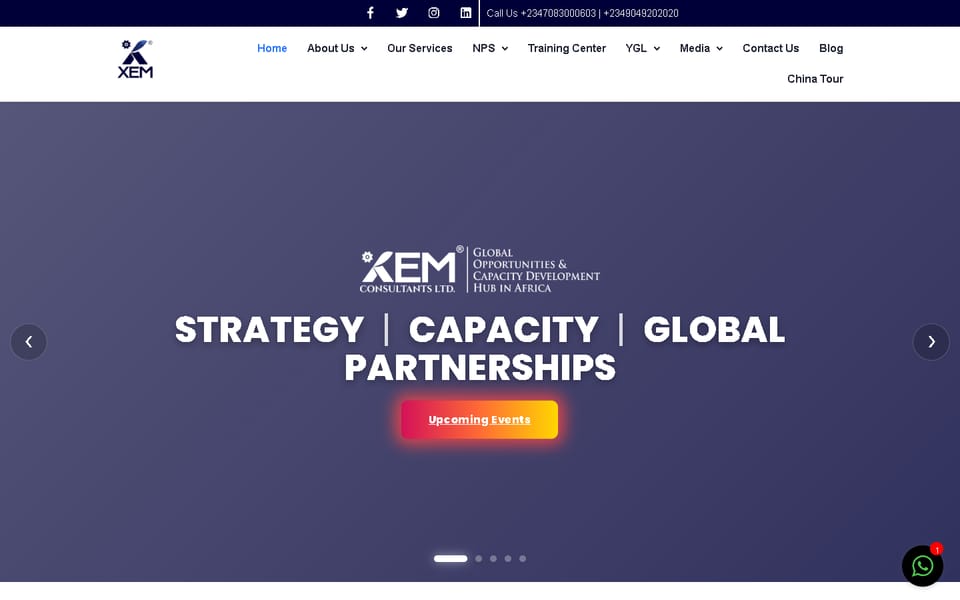 Call Us +2347083000603 | +2349049202020
XEM
Home About Us Our Services NPS Training Center YGL Media Contact Us Blog
China Tour
XEM®
CONSULTANTS LTD.
GLOBAL
OPPORTUNITIES &
CAPACITY DEVELOPMENT
HUB IN AFRICA
STRATEGY | CAPACITY | GLOBAL
PARTNERSHIPS
Upcoming Events
1